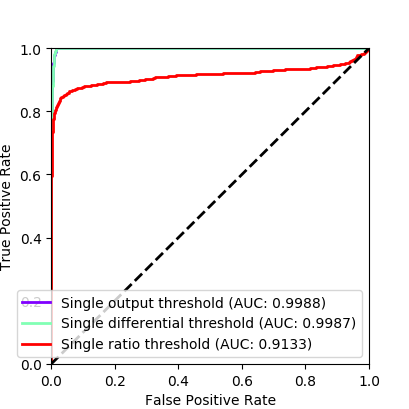 1.0
0.8
0.6
0.4
0.2
0.0
True Positive Rate
Single output threshold (AUC: 0.9988)
Single differential threshold (AUC: 0.9987)
Single ratio threshold (AUC: 0.9133)
0.0 0.2 0.4 0.6 0.8 1.0
False Positive Rate